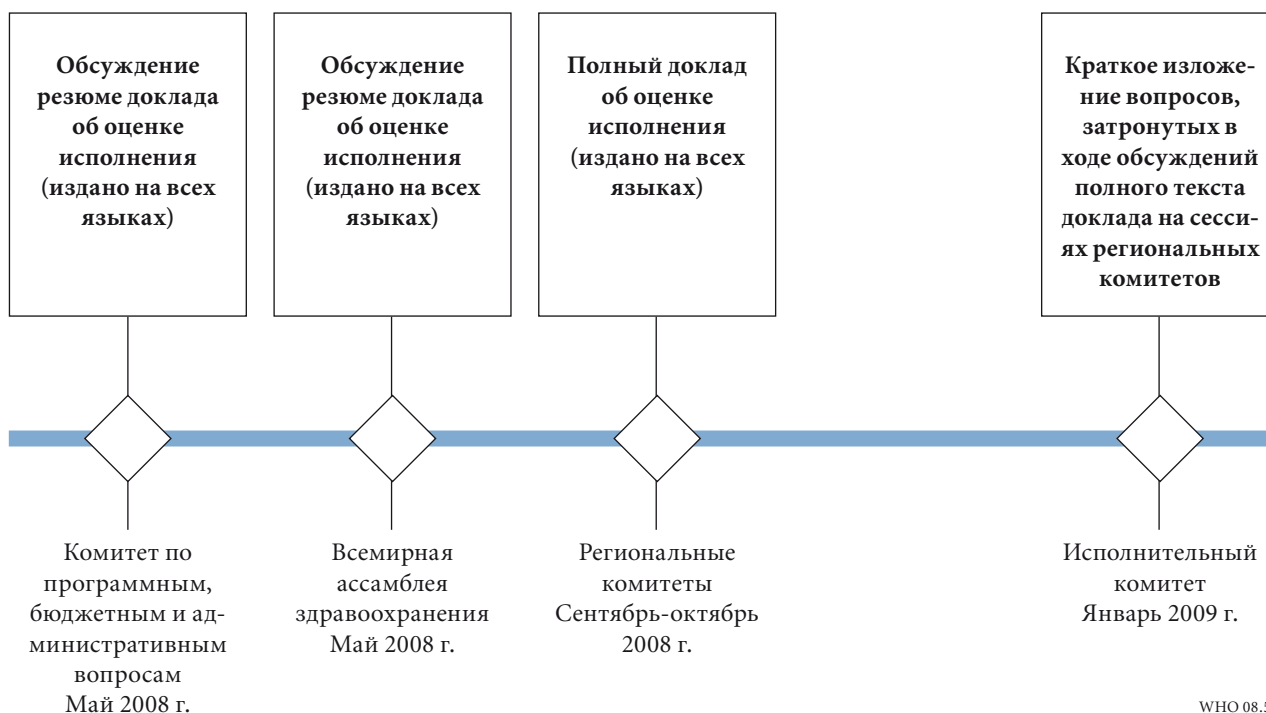 Обсуждение
резюме доклада
об оценке
исполнения
(издано на всех
языках)
Обсуждение
резюме доклада
об оценке
исполнения
(издано на всех
языках)
Полный доклад
об оценке
исполнения
(издано на всех
языках)
Краткое изложе-
ние вопросов,
затронутых в
ходе обсуждений
полного текста
доклада на сесси-
ях региональных
комитетов
Комитет по
программным,
бюджетным и ад-
министративным
вопросам
Май 2008 г.
Всемирная
ассамблея
здравоохранения
Май 2008 г.
Региональные
комитеты
Сентябрь-октябрь
2008 г.
Исполнительный
комитет
Январь 2009 г.
WHO 08.5